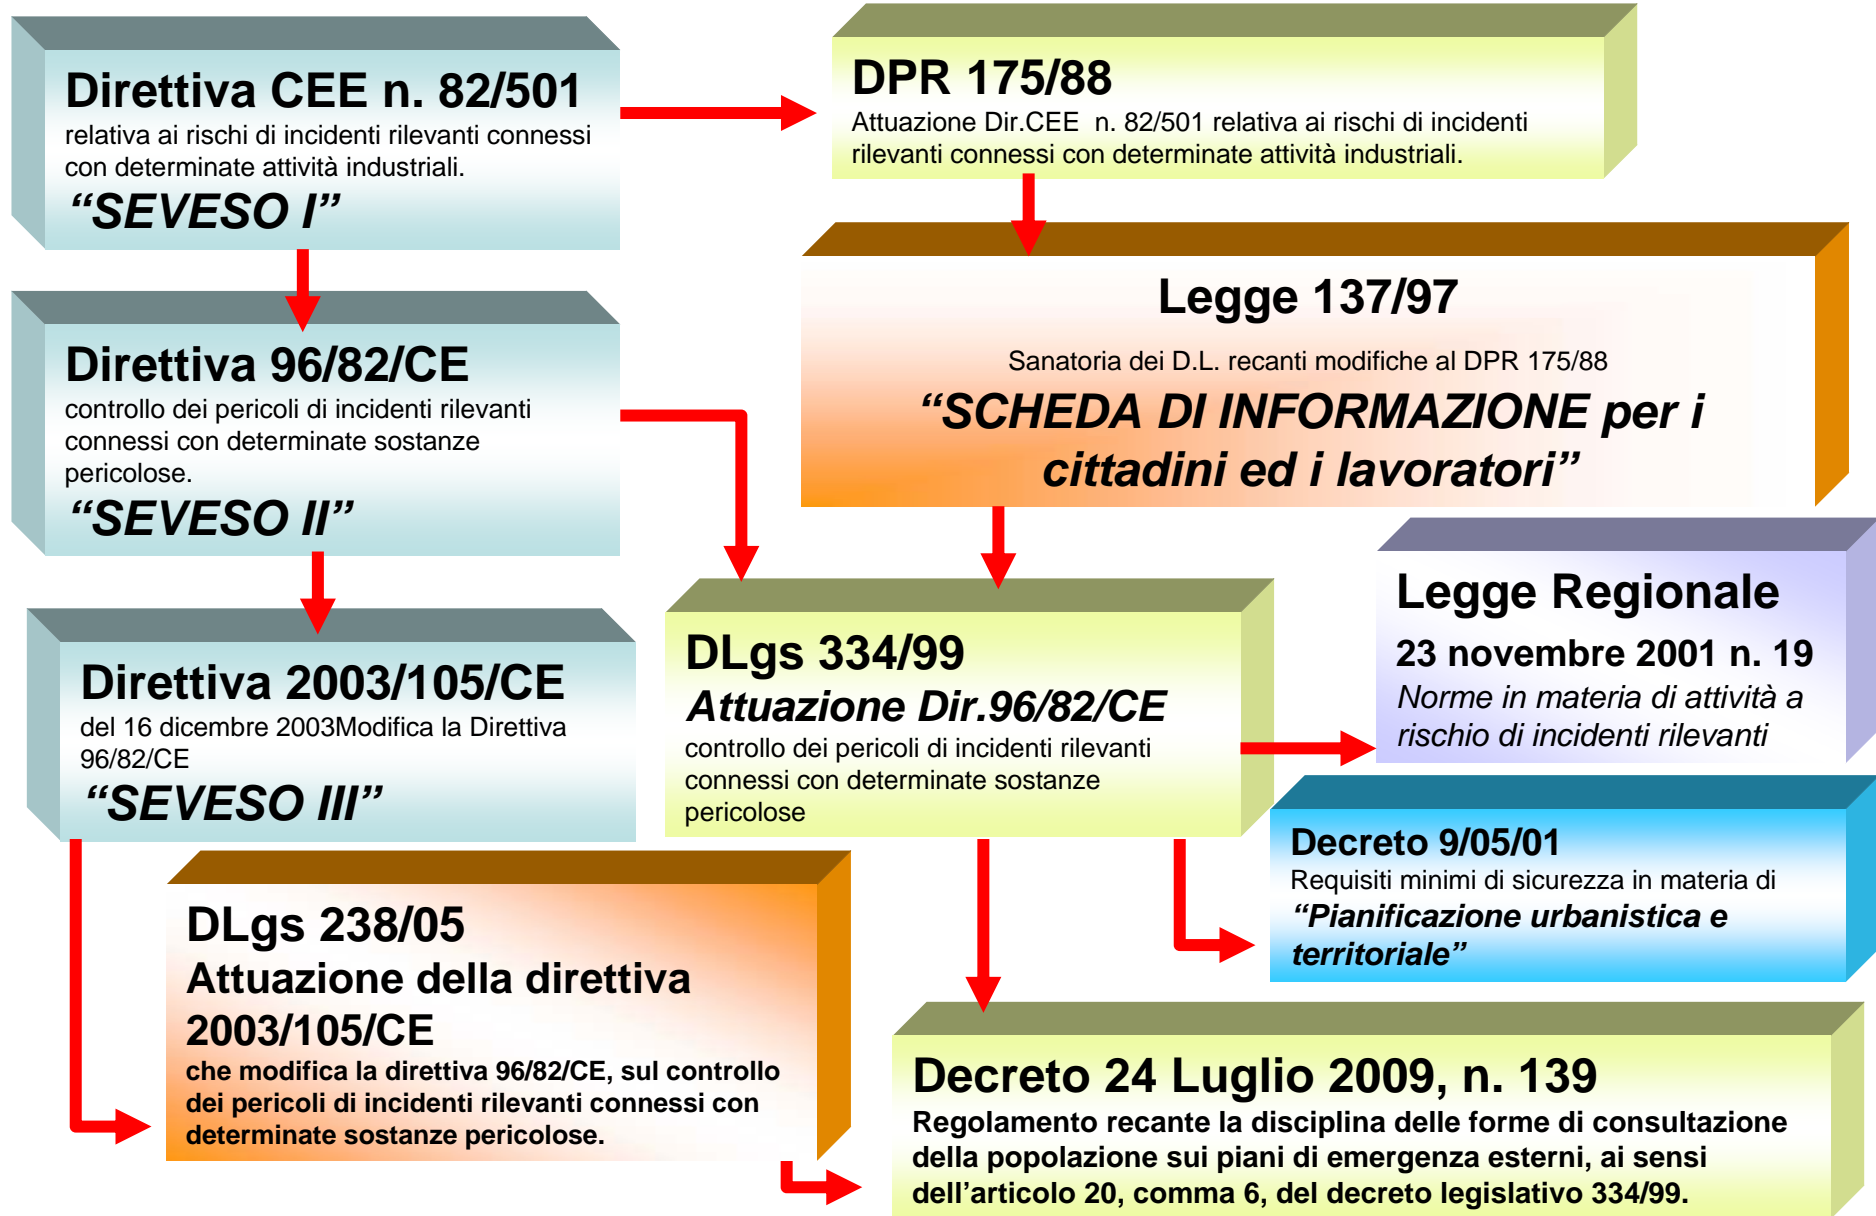 Direttiva CEE n. 82/501
relativa ai rischi di incidenti rilevanti connessi
con determinate attività industriali.
“SEVESO I”
DPR 175/88
Attuazione Dir.CEE n. 82/501 relativa ai rischi di incidenti
rilevanti connessi con determinate attività industriali.
Legge 137/97
Sanatoria dei D.L. recanti modifiche al DPR 175/88
“SCHEDA DI INFORMAZIONE per i
cittadini ed i lavoratori”
Direttiva 96/82/CE
controllo dei pericoli di incidenti rilevanti
connessi con determinate sostanze
pericolose.
“SEVESO II”
Direttiva 2003/105/CE
del 16 dicembre 2003Modifica la Direttiva
96/82/CE
“SEVESO III”
DLgs 334/99
Attuazione Dir.96/82/CE
controllo dei pericoli di incidenti rilevanti
connessi con determinate sostanze
pericolose
Legge Regionale
23 novembre 2001 n. 19
Norme in materia di attività a
rischio di incidenti rilevanti
Decreto 9/05/01
Requisiti minimi di sicurezza in materia di
“Pianificazione urbanistica e
territoriale”
DLgs 238/05
Attuazione della direttiva
2003/105/CE
che modifica la direttiva 96/82/CE, sul controllo
dei pericoli di incidenti rilevanti connessi con
determinate sostanze pericolose.
Decreto 24 Luglio 2009, n. 139
Regolamento recante la disciplina delle forme di consultazione
della popolazione sui piani di emergenza esterni, ai sensi
dell’articolo 20, comma 6, del decreto legislativo 334/99.